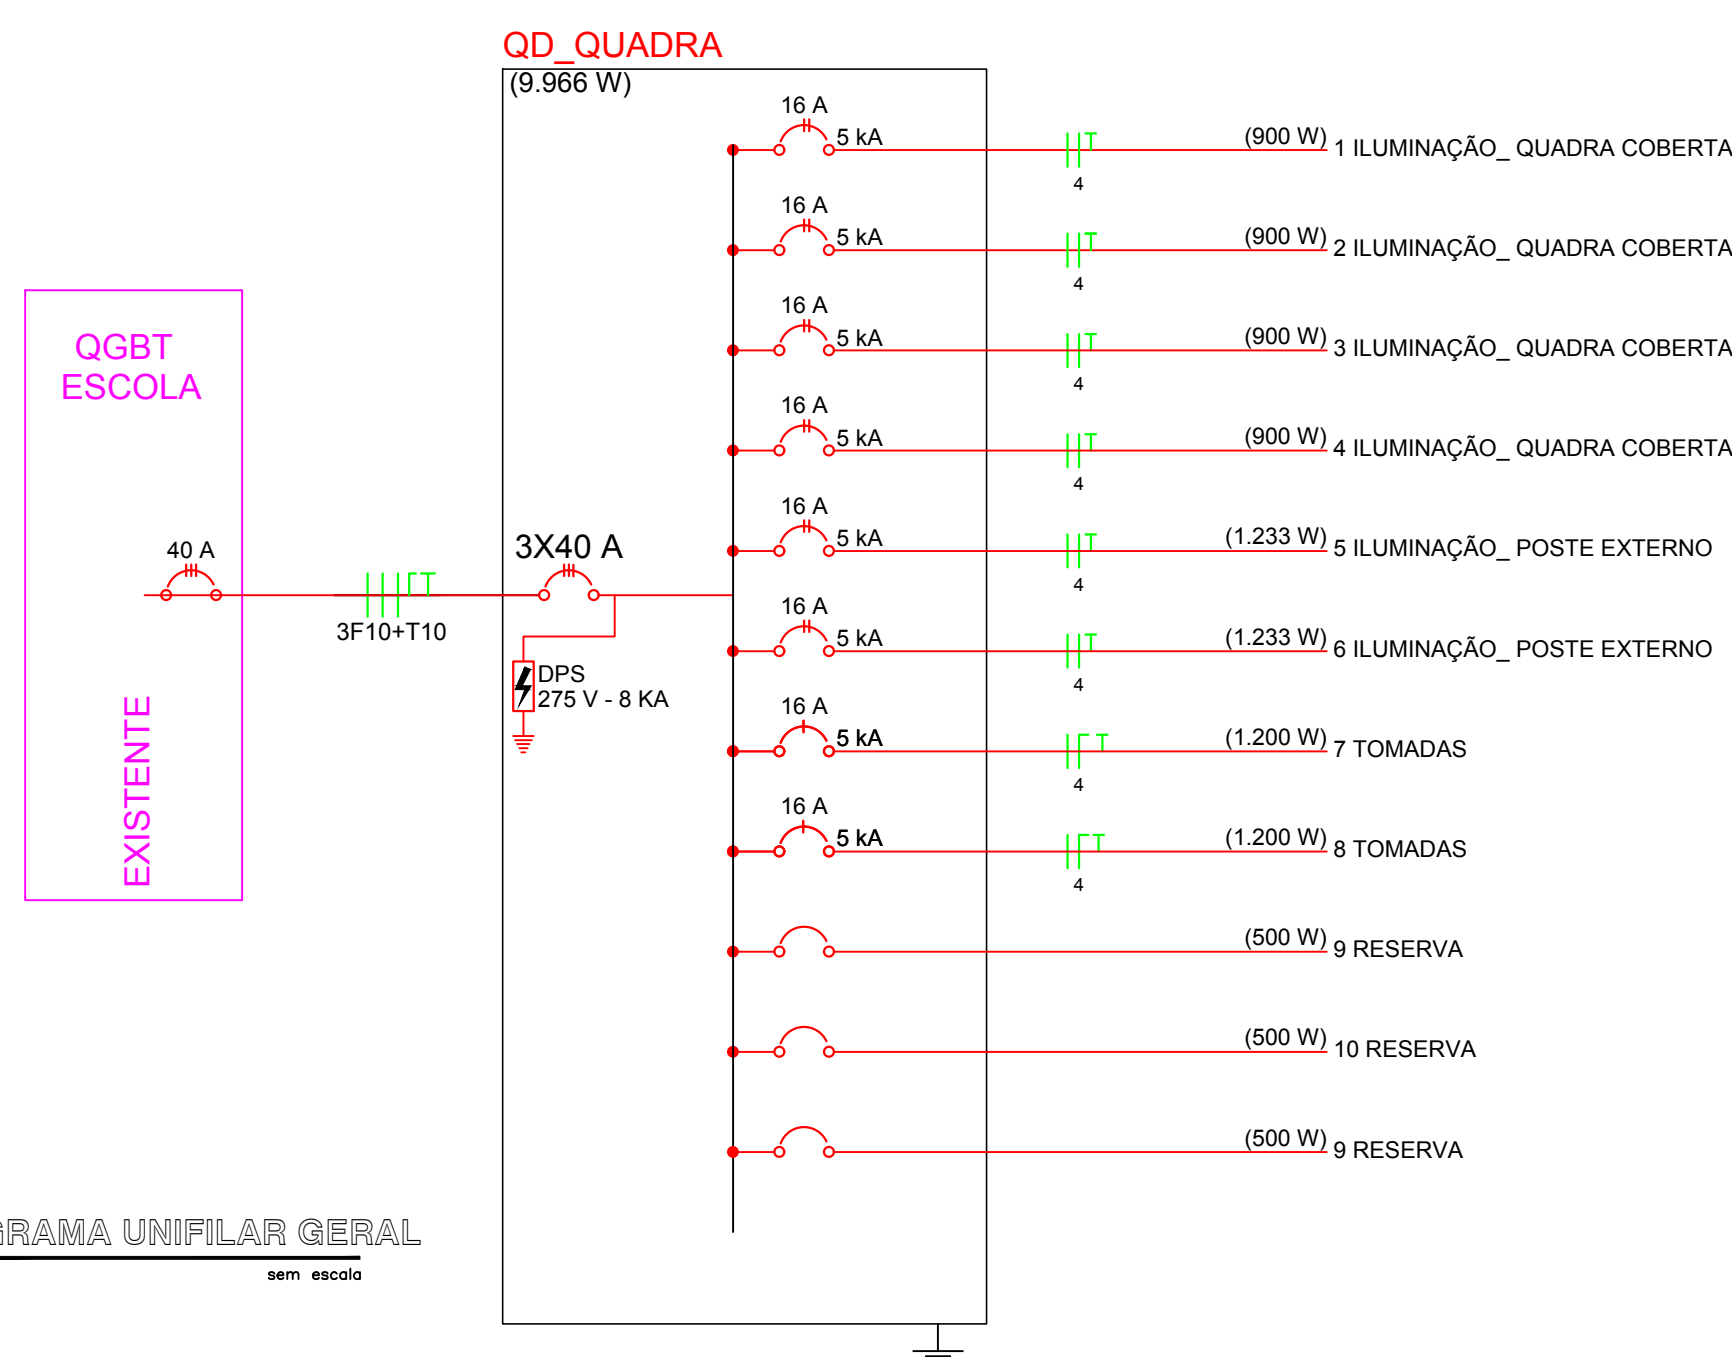 QD_QUADRA
(9.966 W)
16 A
5 kA
(900 W)
1 ILUMINAÇÃO_ QUADRA COBERTA
4
16 A
5 kA
(900 W)
2 ILUMINAÇÃO_ QUADRA COBERTA
4
16 A
5 kA
(900 W)
3 ILUMINAÇÃO_ QUADRA COBERTA
4
16 A
5 kA
(900 W)
4 ILUMINAÇÃO_ QUADRA COBERTA
4
16 A
5 kA
(1.233 W)
5 ILUMINAÇÃO_ POSTE EXTERNO
4
16 A
5 kA
(1.233 W)
6 ILUMINAÇÃO_ POSTE EXTERNO
4
16 A
5 kA
(1.200 W)
7 TOMADAS
4
16 A
5 kA
(1.200 W)
8 TOMADAS
4
(500 W)
9 RESERVA
(500 W)
10 RESERVA
(500 W)
9 RESERVA
QGBT
ESCOLA
40 A
EXISTENTE
3F10+T10
3X40 A
DPS
275 V - 8 KA
GRAMA UNIFILAR GERAL
sem escala